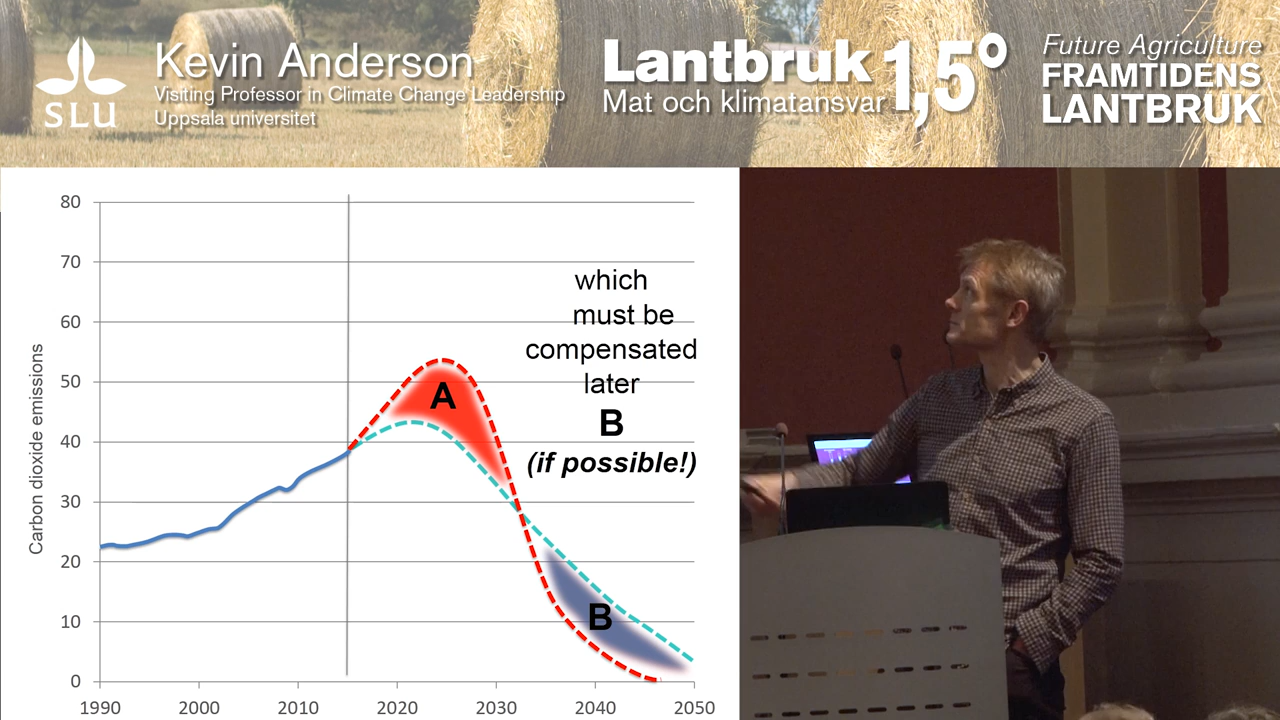 Kevin Anderson
Visiting Professor in Climate Change Leadership
Uppsala universitet
SLU
Lantbruk 1,5°
Mat och klimatansvar
Future Agriculture
FRAMTIDENS
LANTBRUK
80
70
60
50
40
30
20
10
0
Carbon dioxide emissions
1990
2000
2010
2020
2030
2040
2050
which
must be
compensated
later
B
(if possible!)
A
B